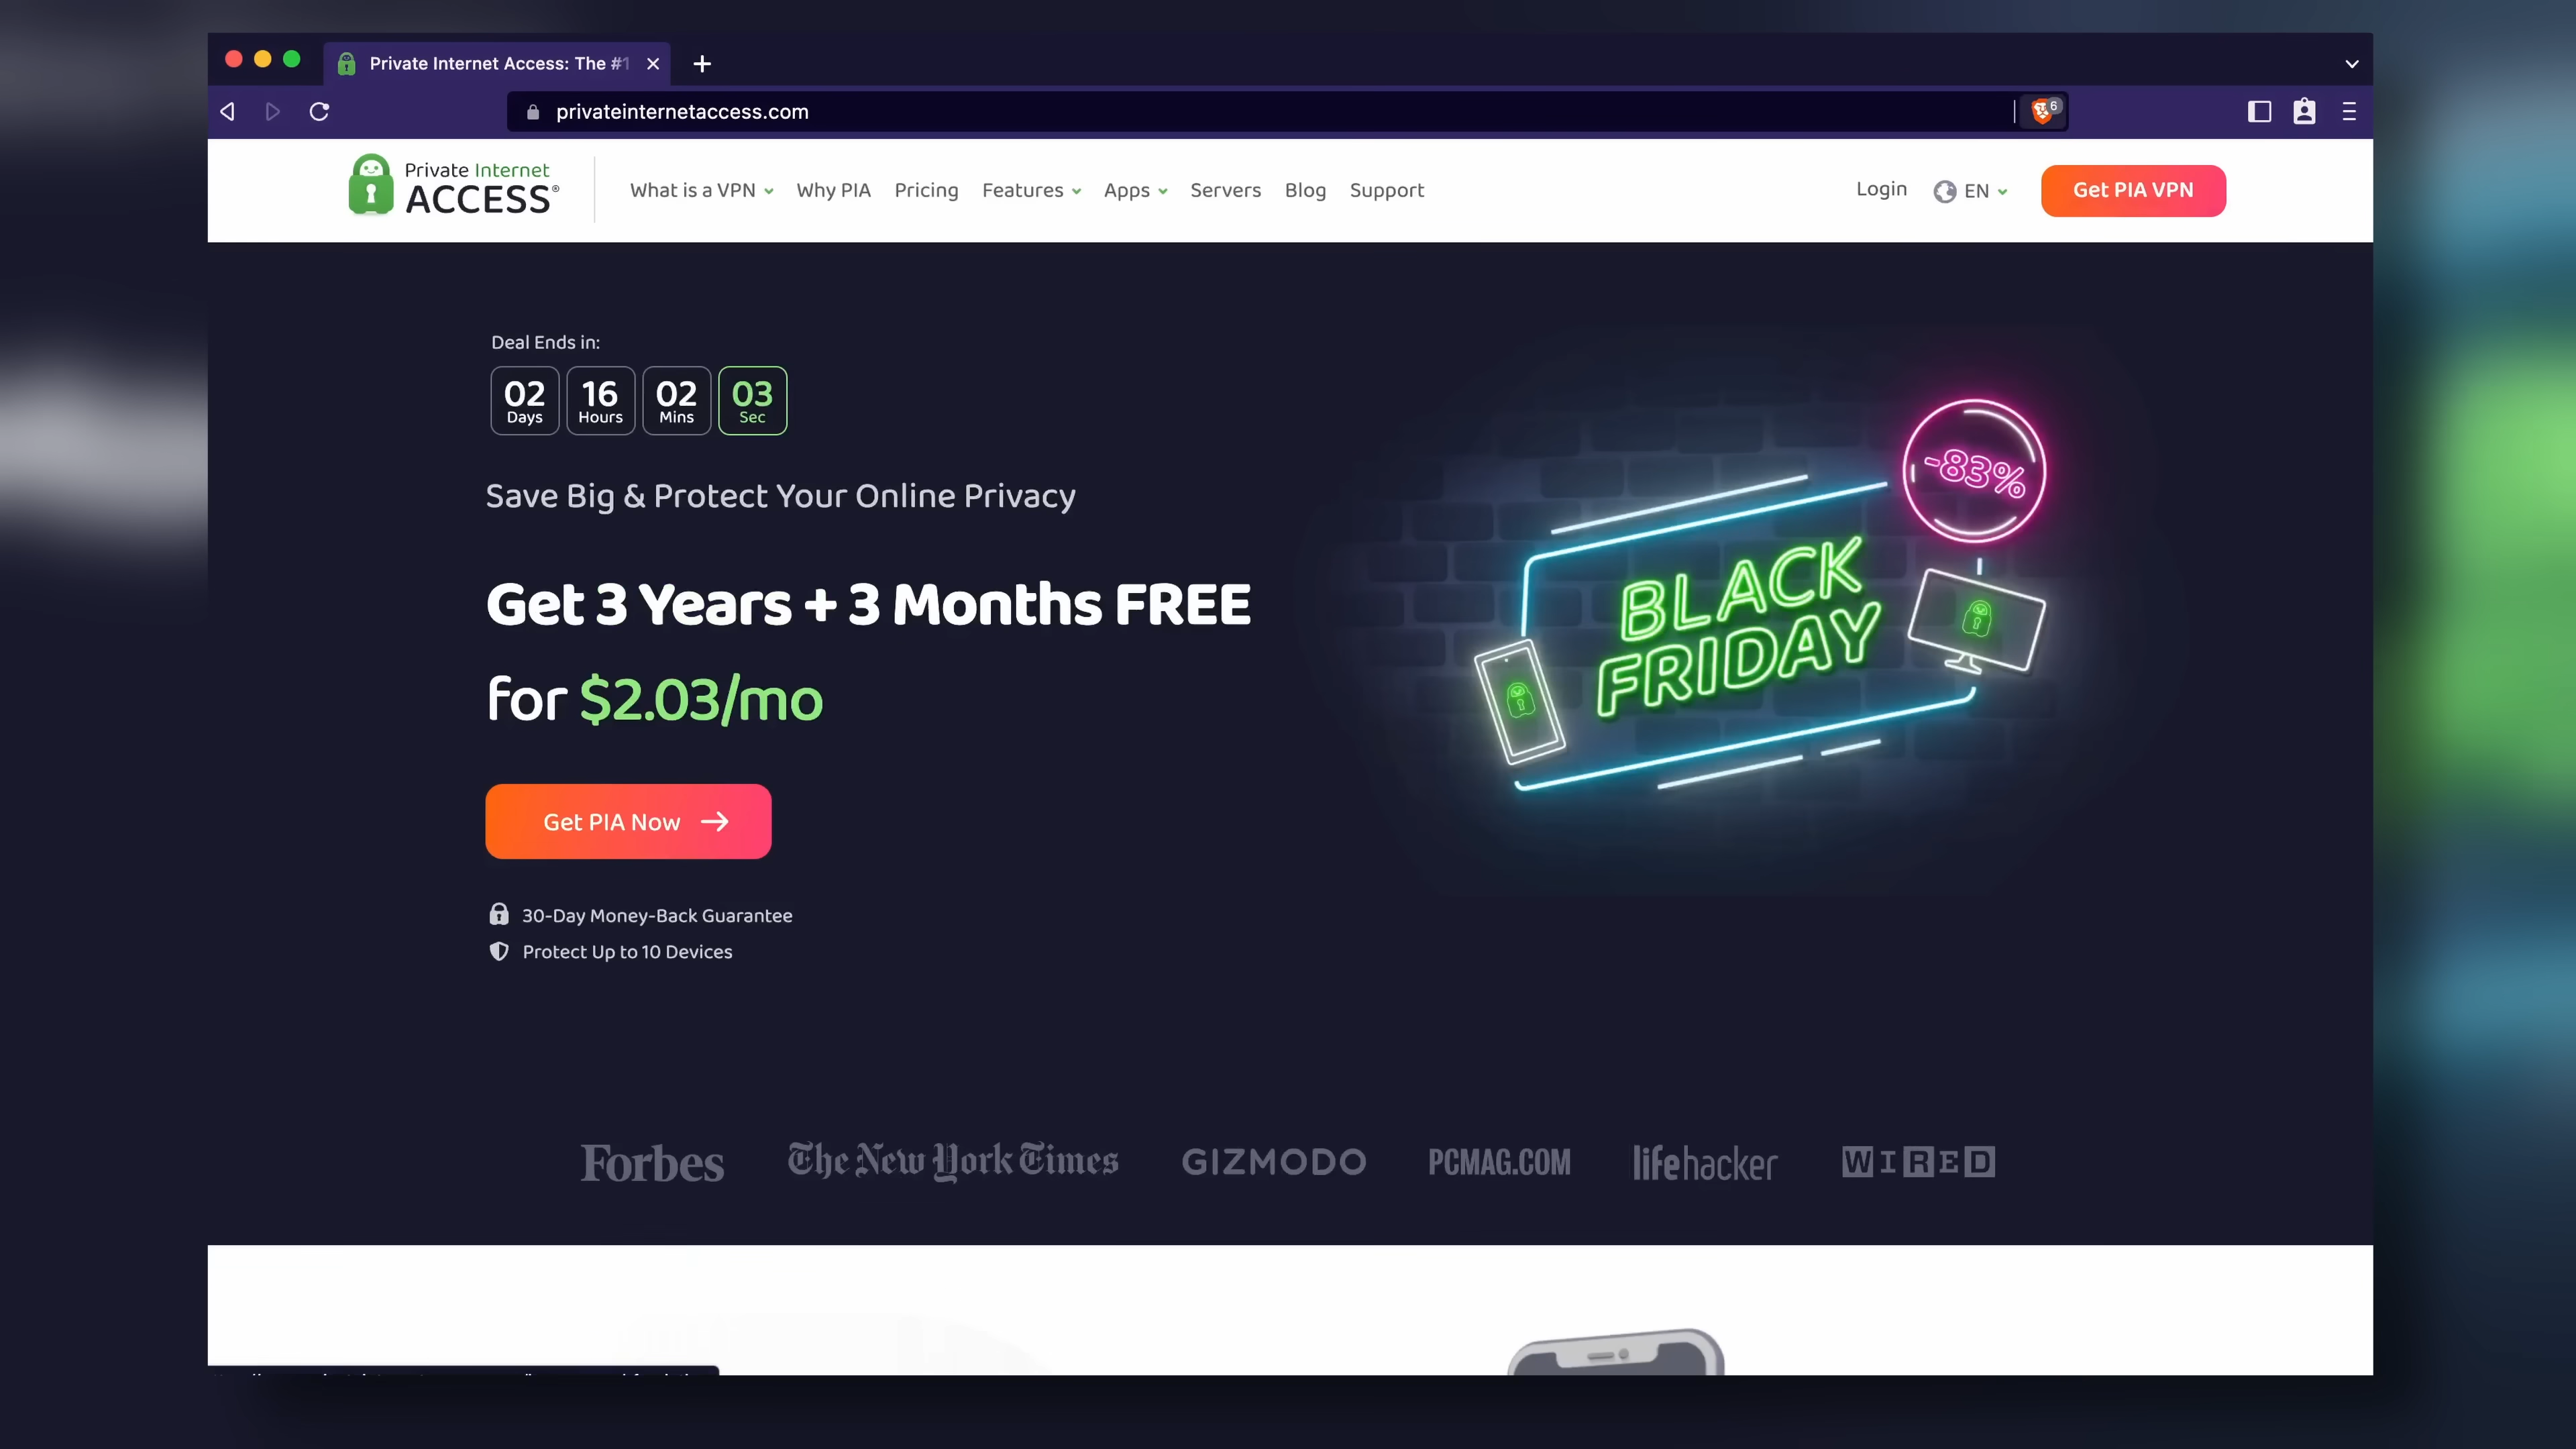 Private Internet Access: The #1
privateinternetaccess.com
6
Private Internet
ACCESS®
What is a VPN
Why PIA
Pricing
Features
Apps
Servers
Blog
Support
Login
EN
Get PIA VPN
Deal Ends in:
02 16 02 03
Days Hours Mins Sec
Save Big & Protect Your Online Privacy
Get 3 Years + 3 Months FREE
for $2.03/mo
Get PIA Now
30-Day Money-Back Guarantee
Protect Up to 10 Devices
-83%
BLACK
FRIDAY
Forbes
The New York Times
GIZMODO
PCMAG.COM
lifehacker
WIRED